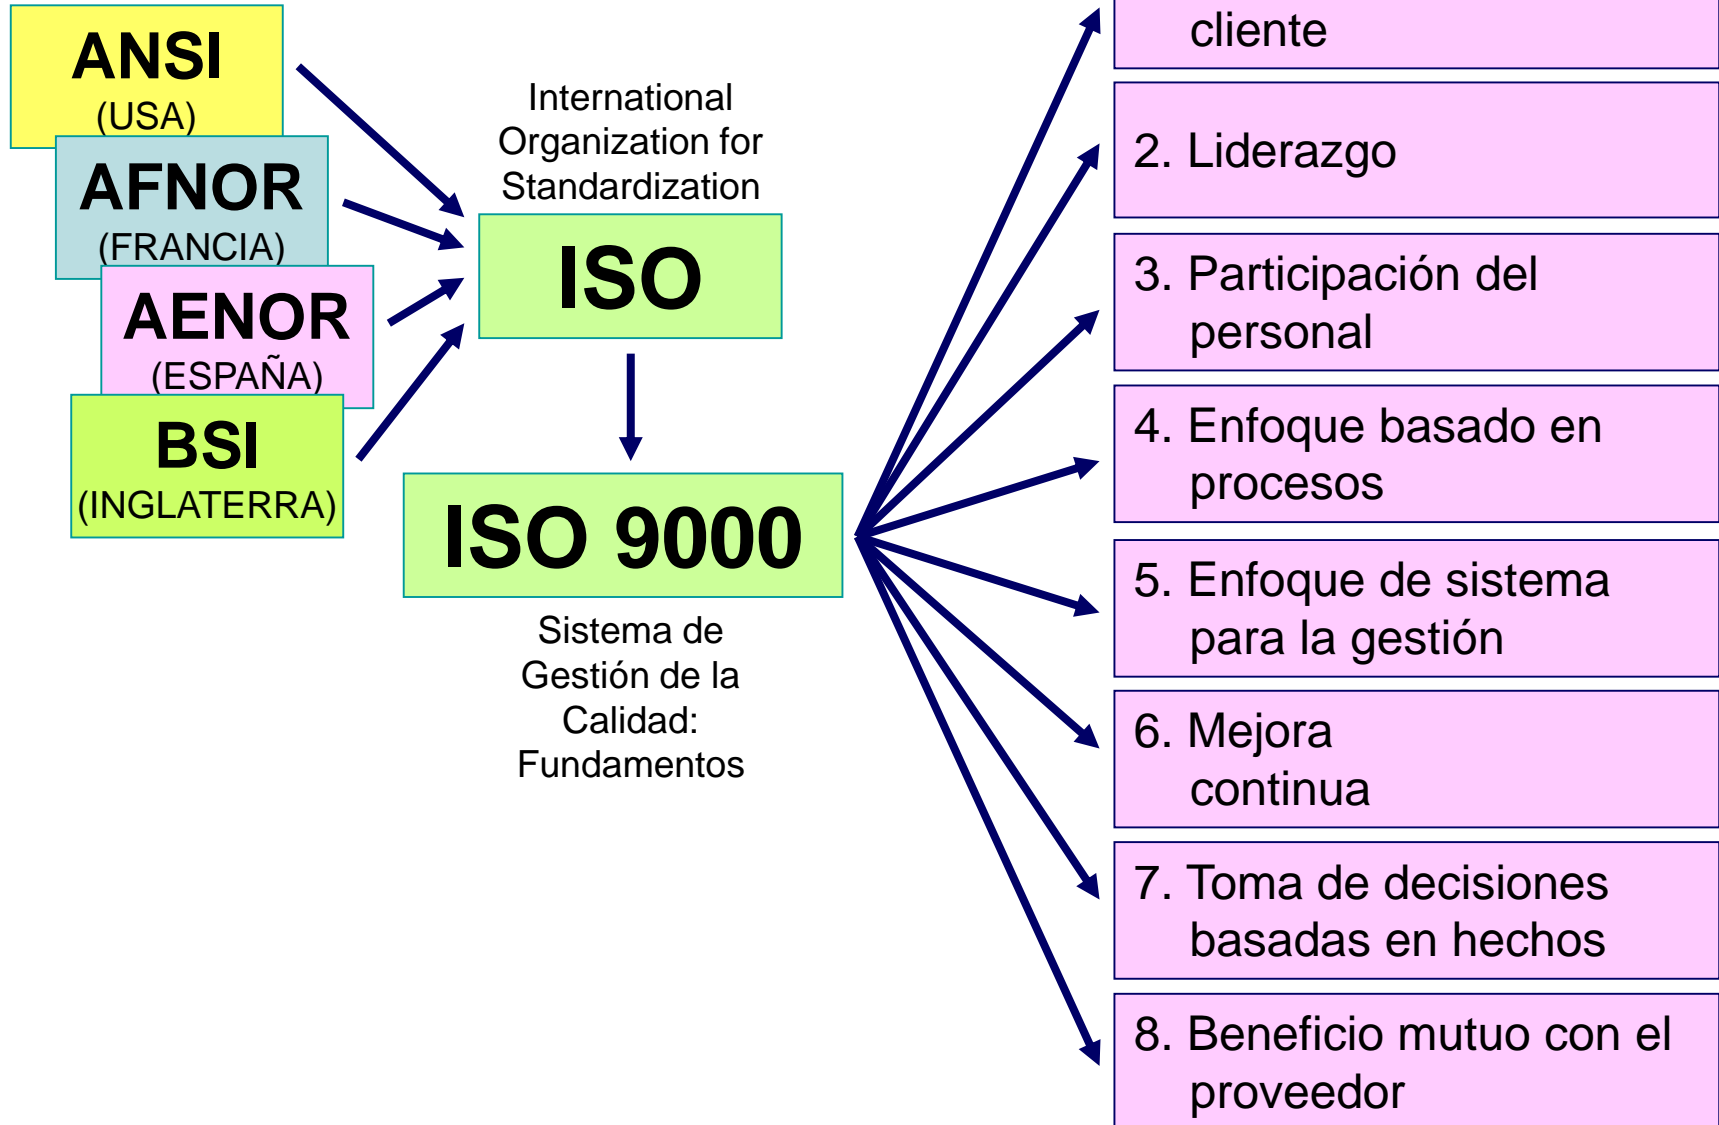 ANSI
(USA)
AFNOR
(FRANCIA)
AENOR
(ESPAÑA)
BSI
(INGLATERRA)
International
Organization for
Standardization
ISO
ISO 9000
Sistema de
Gestión de la
Calidad:
Fundamentos
cliente
2. Liderazgo
3. Participación del
personal
4. Enfoque basado en
procesos
5. Enfoque de sistema
para la gestión
6. Mejora
continua
7. Toma de decisiones
basadas en hechos
8. Beneficio mutuo con el
proveedor